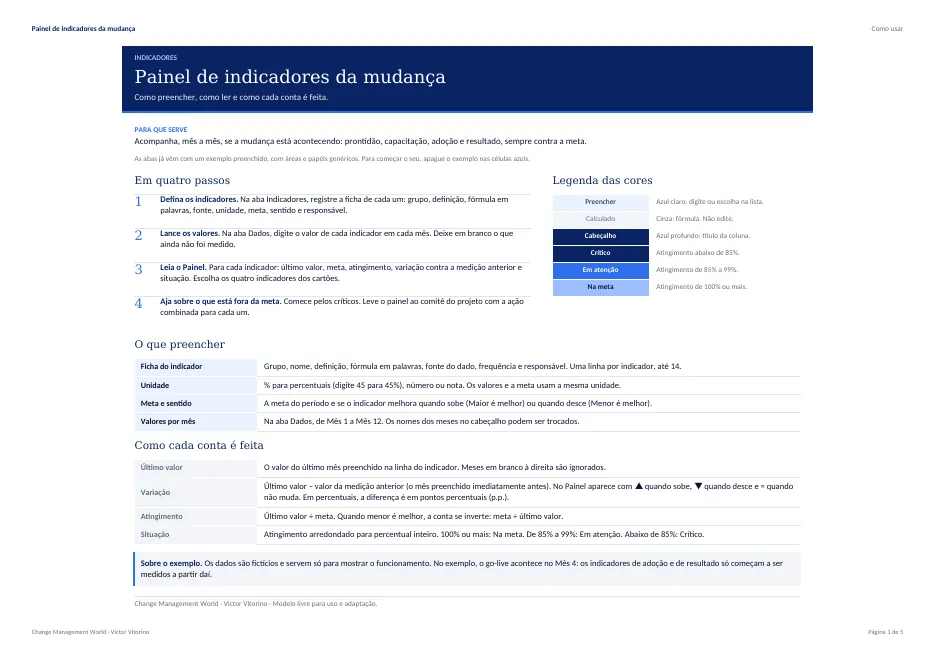 Painel de indicadores da mudança
Como usar
INDICADORES
Painel de indicadores da mudança
Como preencher, como ler e como cada conta é feita.
PARA QUE SERVE
Acompanha, mês a mês, se a mudança está acontecendo: prontidão, capacitação, adoção e resultado, sempre contra a meta.
As abas já vêm com um exemplo preenchido, com áreas e papéis genéricos. Para começar o seu, apague o exemplo nas células azuis.
Em quatro passos
1 Defina os indicadores. Na aba Indicadores, registre a ficha de cada um: grupo, definição, fórmula em
palavras, fonte, unidade, meta, sentido e responsável.
2 Lance os valores. Na aba Dados, digite o valor de cada indicador em cada mês. Deixe em branco o que
ainda não foi medido.
3 Leia o Painel. Para cada indicador: último valor, meta, atingimento, variação contra a medição anterior e
situação. Escolha os quatro indicadores dos cartões.
4 Aja sobre o que está fora da meta. Comece pelos críticos. Leve o painel ao comitê do projeto com a ação
combinada para cada um.
Legenda das cores
Preencher Azul claro: digite ou escolha na lista.
Calculado Cinza: fórmula. Não edite.
Cabeçalho Azul profundo: título da coluna.
Crítico Atingimento abaixo de 85%.
Em atenção Atingimento de 85% a 99%.
Na meta Atingimento de 100% ou mais.
O que preencher
Ficha do indicador Grupo, nome, definição, fórmula em palavras, fonte do dado, frequência e responsável. Uma linha por indicador, até 14.
Unidade % para percentuais (digite 45 para 45%), número ou nota. Os valores e a meta usam a mesma unidade.
Meta e sentido A meta do período e se o indicador melhora quando sobe (Maior é melhor) ou quando desce (Menor é melhor).
Valores por mês Na aba Dados, de Mês 1 a Mês 12. Os nomes dos meses no cabeçalho podem ser trocados.
Como cada conta é feita
Último valor O valor do último mês preenchido na linha do indicador. Meses em branco à direita são ignorados.
Variação Último valor − valor da medição anterior (o mês preenchido imediatamente antes). No Painel aparece com ▲ quando sobe, ▼ quando desce e = quando
não muda. Em percentuais, a diferença é em pontos percentuais (p.p.).
Atingimento Último valor ÷ meta. Quando menor é melhor, a conta se inverte: meta ÷ último valor.
Situação Atingimento arredondado para percentual inteiro. 100% ou mais: Na meta. De 85% a 99%: Em atenção. Abaixo de 85%: Crítico.
Sobre o exemplo. Os dados são fictícios e servem só para mostrar o funcionamento. No exemplo, o go-live acontece no Mês 4: os indicadores de adoção e de resultado só começam a ser
medidos a partir daí.
Change Management World · Victor Vitorino · Modelo livre para uso e adaptação.
Change Management World · Victor Vitorino
Página 1 de 5